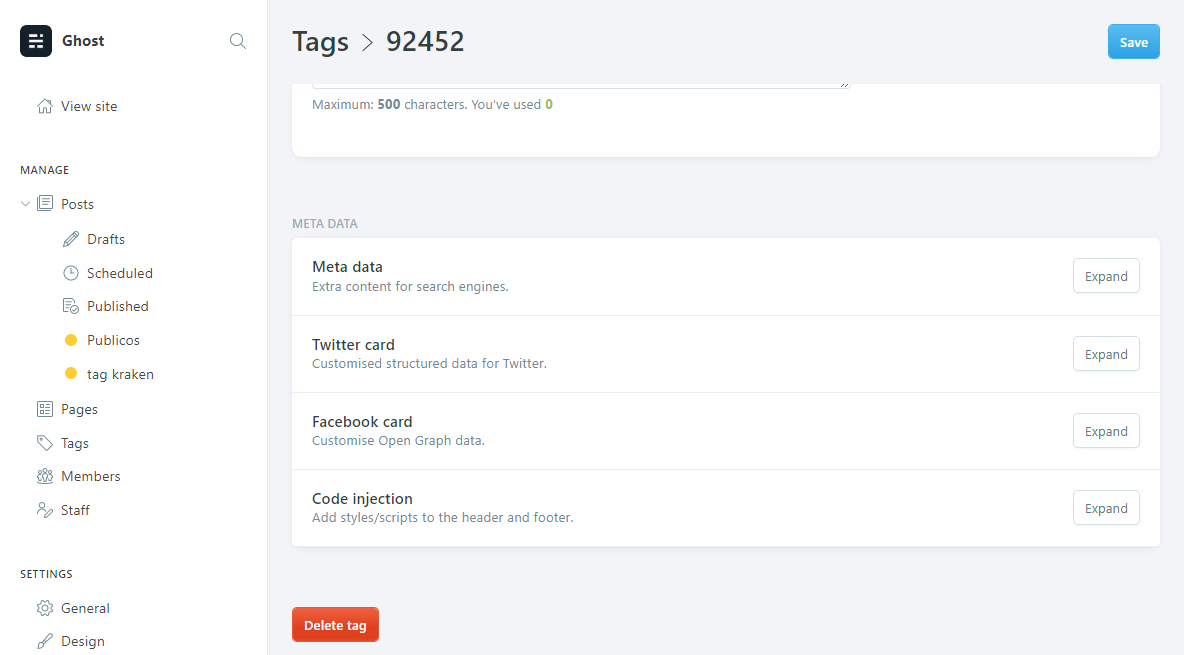 Ghost
View site
MANAGE
Posts
Drafts
Scheduled
Published
Publicos
tag kraken
Pages
Tags
Members
Staff
SETTINGS
General
Design
Tags > 92452
Save
Maximum: 500 characters. You’ve used 0
META DATA
Meta data
Extra content for search engines.
Expand
Twitter card
Customised structured data for Twitter.
Expand
Facebook card
Customise Open Graph data.
Expand
Code injection
Add styles/scripts to the header and footer.
Expand
Delete tag